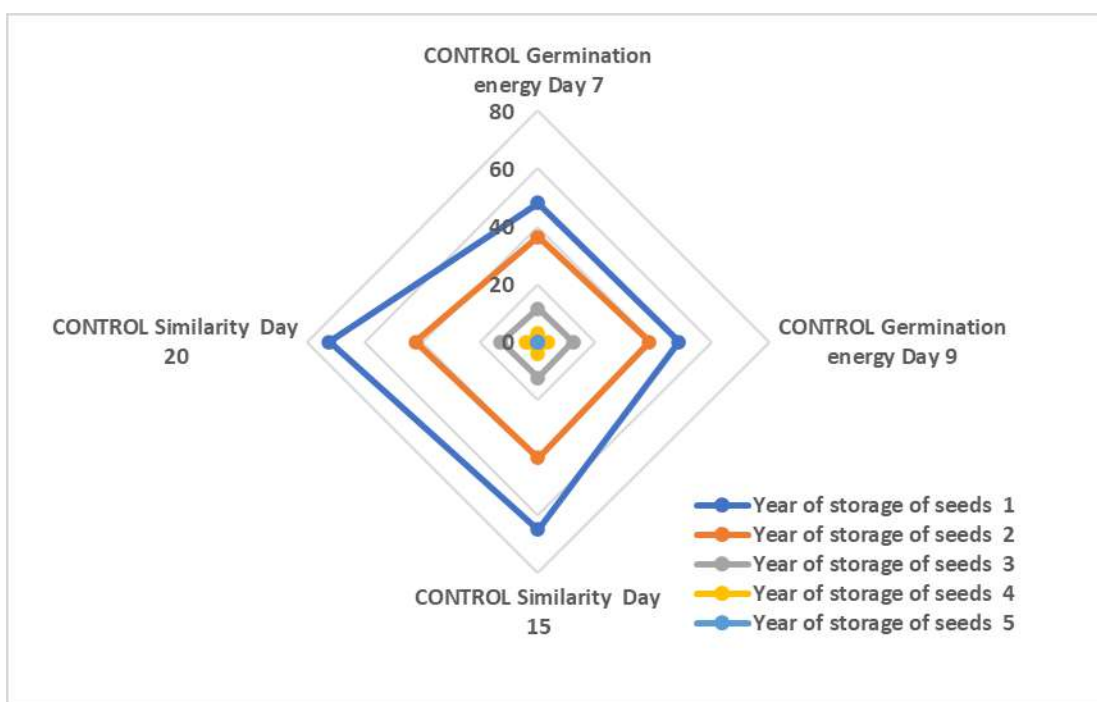 CONTROL Germination
energy Day 7
80
60
40
20
0
CONTROL Similarity Day
20
CONTROL Germination
energy Day 9
CONTROL Similarity Day
15
Year of storage of seeds 1
Year of storage of seeds 2
Year of storage of seeds 3
Year of storage of seeds 4
Year of storage of seeds 5